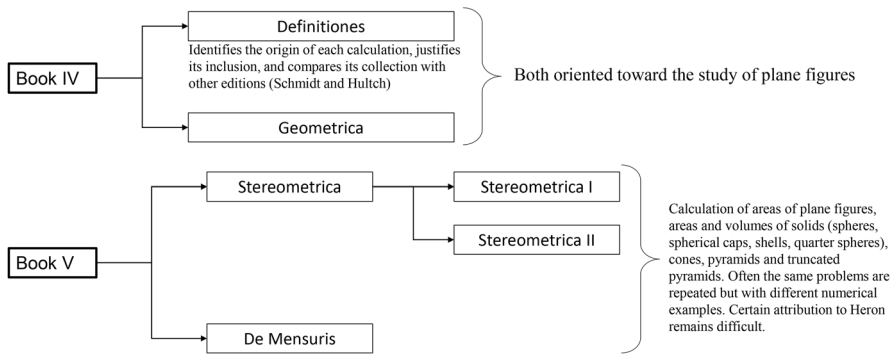 Definitiones
Identifies the origin of each calculation, justifies
its inclusion, and compares its collection with
other editions (Schmidt and Hultch)
Book IV
Both oriented toward the study of plane figures
Geometrica
Stereometrica
Stereometrica I
Stereometrica II
Book V
Calculation of areas of plane figures,
areas and volumes of solids (spheres,
spherical caps, shells, quarter spheres),
cones, pyramids and truncated
pyramids. Often the same problems are
repeated but with different numerical
examples. Certain attribution to Heron
remains difficult.
De Mensuris